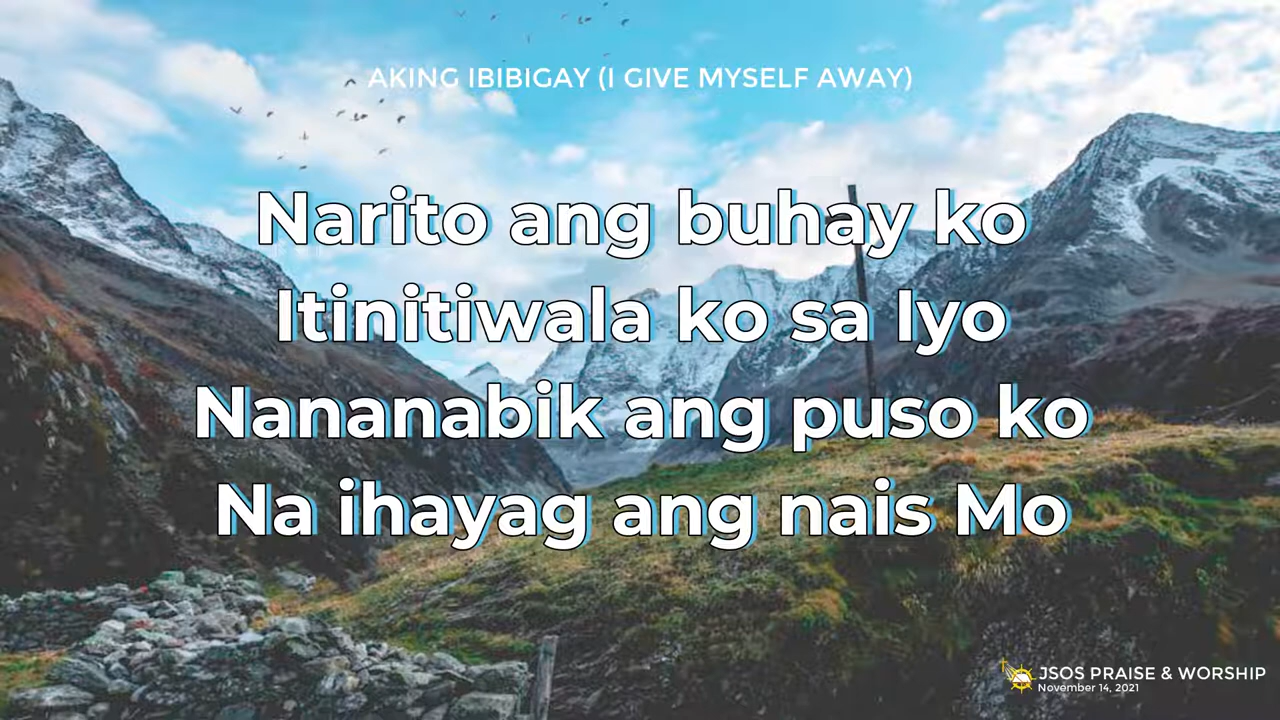 AKING IBIBIGAY (I GIVE MYSELF AWAY)
Narito ang buhay ko
Itinitiwala ko sa Iyo
Nananabik ang puso ko
Na ihayag ang nais Mo
JSOS PRAISE & WORSHIP
November 14, 2021